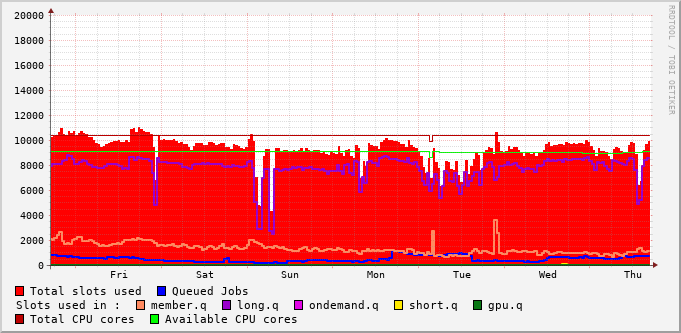 20000
18000
16000
14000
12000
10000
8000
6000
4000
2000
0
Fri Sat Sun Mon Tue Wed Thu
RRDTOOL / TOBI OETIKER
Total slots used Queued Jobs
Slots used in : member.q long.q ondemand.q short.q gpu.q
Total CPU cores Available CPU cores